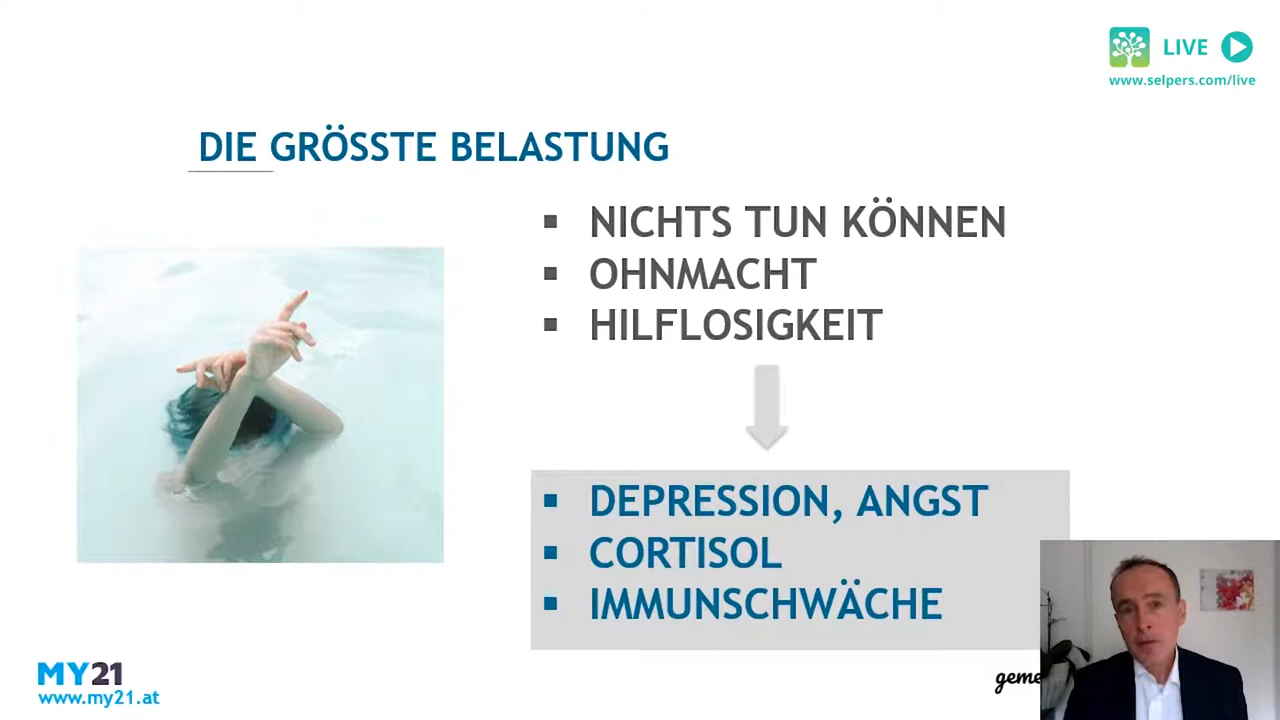 LIVE
www.selpers.com/live
DIE GRÖSSTE BELASTUNG
▪ NICHTS TUN KÖNNEN
▪ OHNMACHT
▪ HILFLOSIGKEIT
▪ DEPRESSION, ANGST
▪ CORTISOL
▪ IMMUNSCHWÄCHE
MY21
www.my21.at